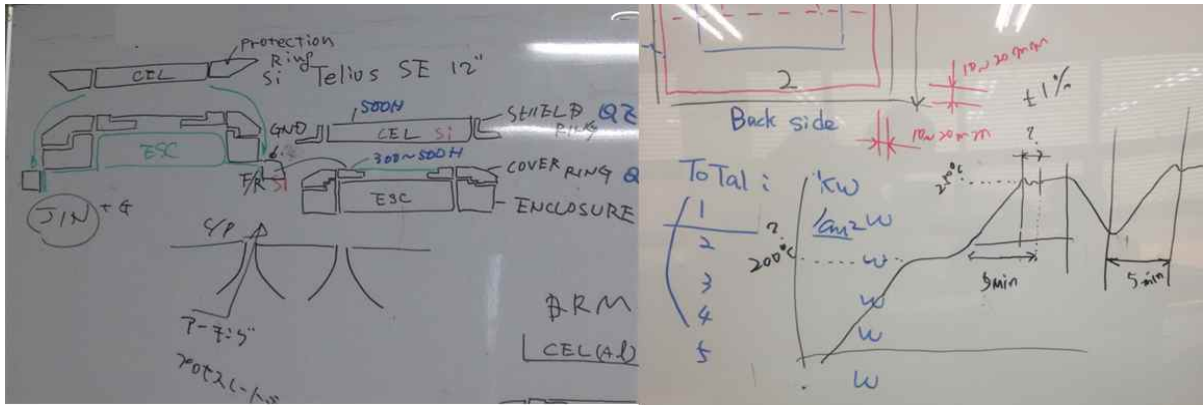 Protection
Ring
Si
CEL
Telius SE 12"
500H
SHIELD QZ
RING
GND
CEL Si
ESC
300~500H
F/R Si
COVER RING Q
ESC
ENCLOSURE
JIN + G
C/P
アーキング
DRM
CEL(Al)
2
10~20mm
±1%
Back side
10~20mm
?
Total :
KW
1
1cm2 W
2
?
200°C
W
3
4
W
5
W
W
5min
5min